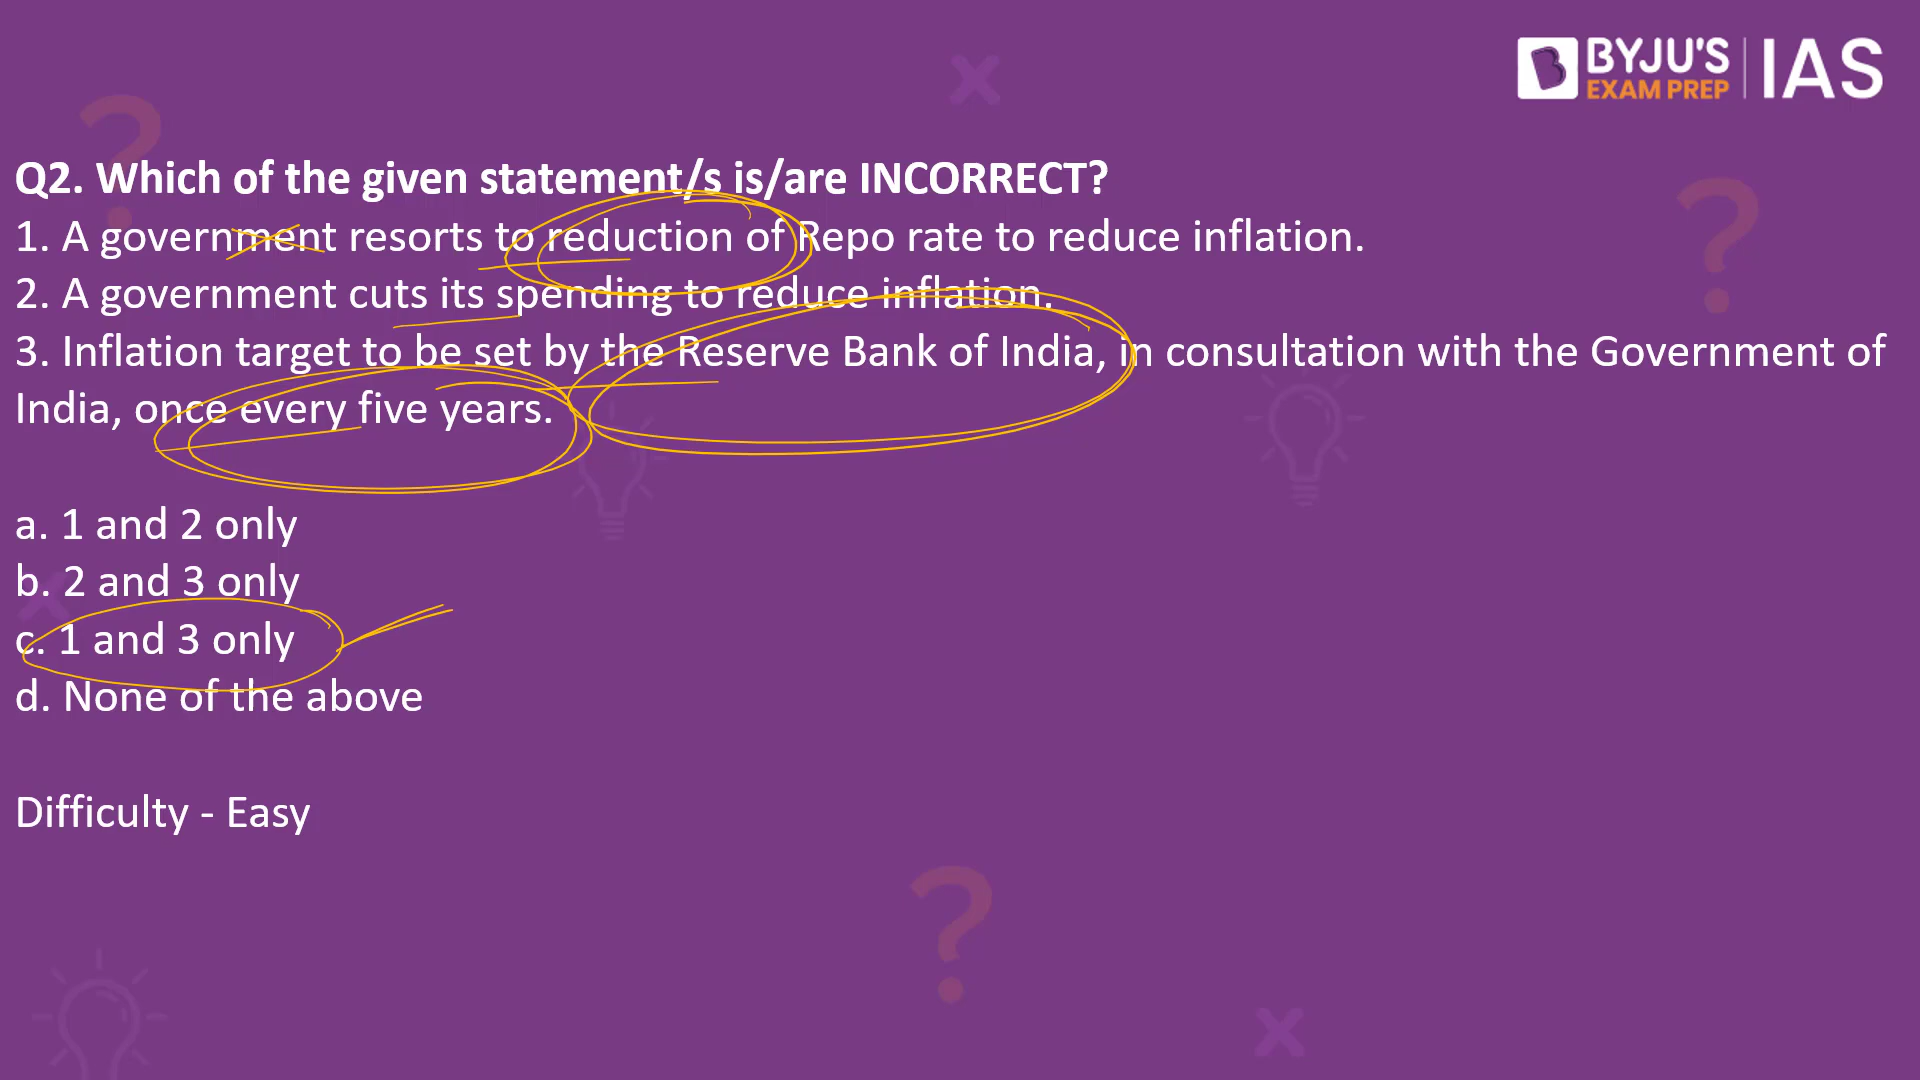 BYJU'S
EXAM PREP
IAS
Q2. Which of the given statement/s is/are INCORRECT?
1. A government resorts to reduction of Repo rate to reduce inflation.
2. A government cuts its spending to reduce inflation.
3. Inflation target to be set by the Reserve Bank of India, in consultation with the Government of
India, once every five years.
a. 1 and 2 only
b. 2 and 3 only
c. 1 and 3 only
d. None of the above
Difficulty - Easy